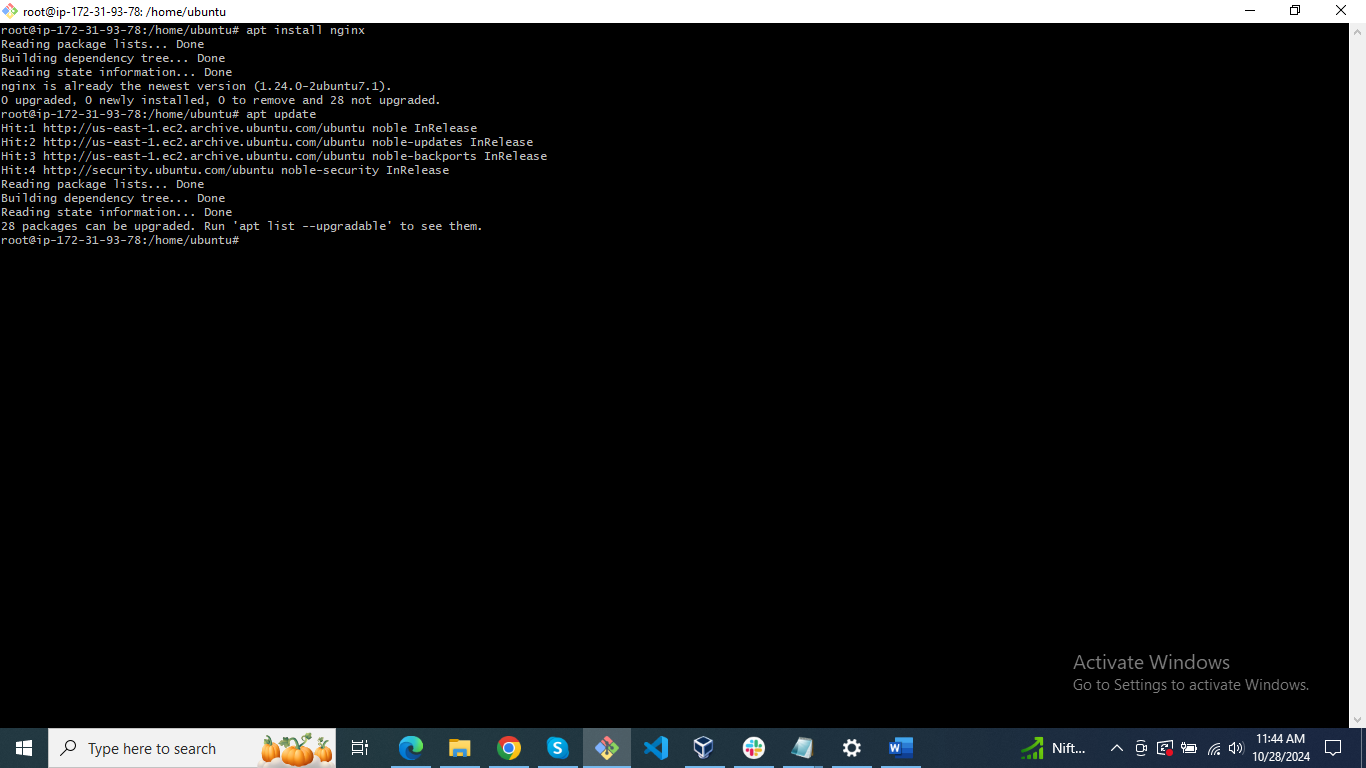 root@ip-172-31-93-78: /home/ubuntu
root@ip-172-31-93-78:/home/ubuntu# apt install nginx
Reading package lists... Done
Building dependency tree... Done
Reading state information... Done
nginx is already the newest version (1.24.0-2ubuntu7.1).
0 upgraded, 0 newly installed, 0 to remove and 28 not upgraded.
root@ip-172-31-93-78:/home/ubuntu# apt update
Hit:1 http://us-east-1.ec2.archive.ubuntu.com/ubuntu noble InRelease
Hit:2 http://us-east-1.ec2.archive.ubuntu.com/ubuntu noble-updates InRelease
Hit:3 http://us-east-1.ec2.archive.ubuntu.com/ubuntu noble-backports InRelease
Hit:4 http://security.ubuntu.com/ubuntu noble-security InRelease
Reading package lists... Done
Building dependency tree... Done
Reading state information... Done
28 packages can be upgraded. Run 'apt list --upgradable' to see them.
root@ip-172-31-93-78:/home/ubuntu#
Activate Windows
Go to Settings to activate Windows.
Type here to search
Nift...
11:44 AM
10/28/2024